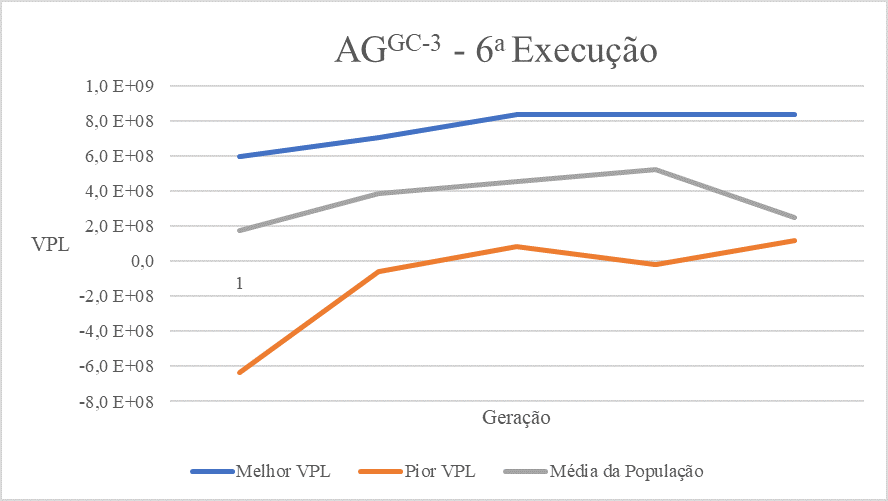 AGGC-3 - 6ª Execução
1,0 E+09
8,0 E+08
6,0 E+08
4,0 E+08
2,0 E+08
VPL
0,0
1
-2,0 E+08
-4,0 E+08
-6,0 E+08
-8,0 E+08
Geração
Melhor VPL Pior VPL Média da População